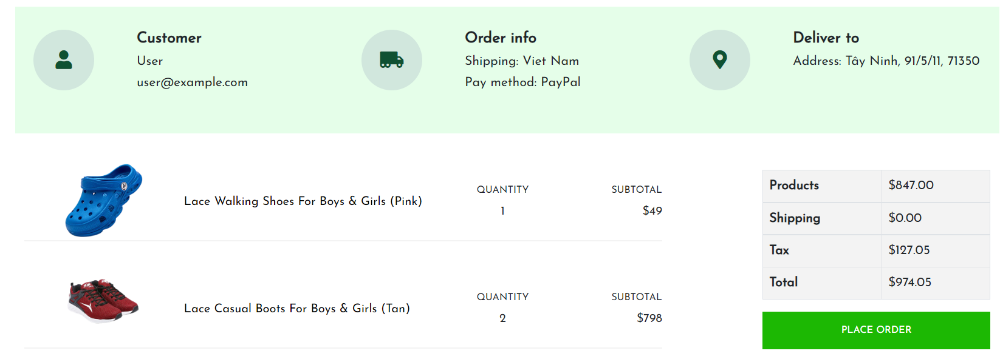 Customer
User
user@example.com
Order info
Shipping: Viet Nam
Pay method: PayPal
Deliver to
Address: Tây Ninh, 91/5/11, 71350
Lace Walking Shoes For Boys & Girls (Pink)
QUANTITY
1
SUBTOTAL
$49
Lace Casual Boots For Boys & Girls (Tan)
QUANTITY
2
SUBTOTAL
$798
Products $847.00
Shipping $0.00
Tax $127.05
Total $974.05
PLACE ORDER